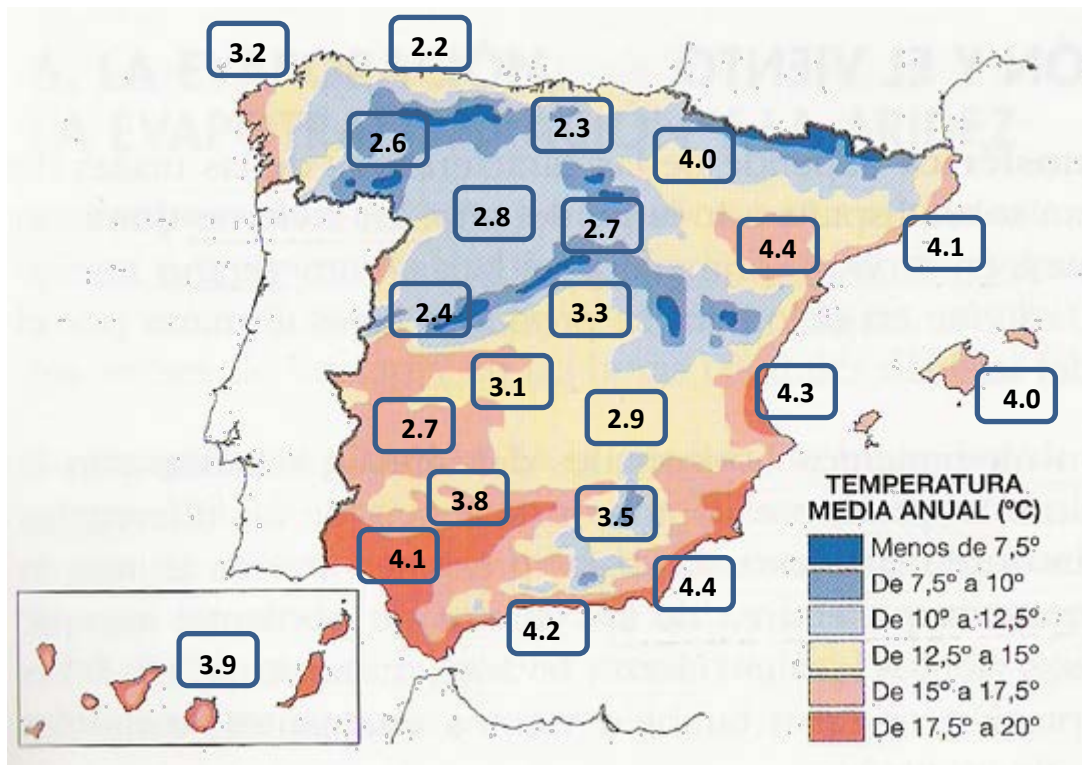 3.2
2.2
2.6
2.3
4.0
2.8
2.7
4.4
4.1
2.4
3.3
3.1
4.3
4.0
2.7
2.9
3.8
3.5
4.1
4.4
4.2
3.9
TEMPERATURA
MEDIA ANUAL (ºC)
Menos de 7,5º
De 7,5º a 10º
De 10º a 12,5º
De 12,5º a 15º
De 15º a 17,5º
De 17,5º a 20º